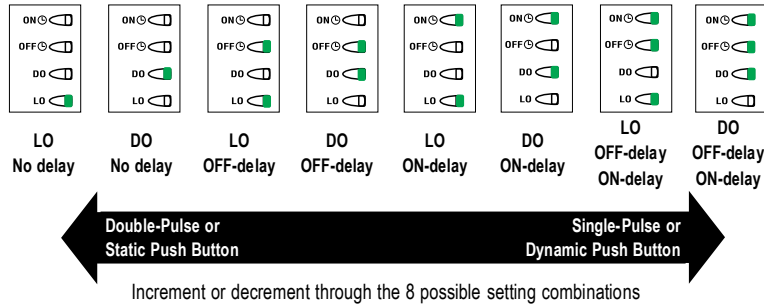 ON ON ON ON ON ON ON ON
OFF OFF OFF OFF OFF OFF OFF OFF
DO DO DO DO DO DO DO DO
LO LO LO LO LO LO LO LO
LO
No delay
DO
No delay
LO
OFF-delay
DO
OFF-delay
LO
ON-delay
DO
ON-delay
LO
OFF-delay
ON-delay
DO
OFF-delay
ON-delay
Double-Pulse or
Static Push Button
Single-Pulse or
Dynamic Push Button
Increment or decrement through the 8 possible setting combinations